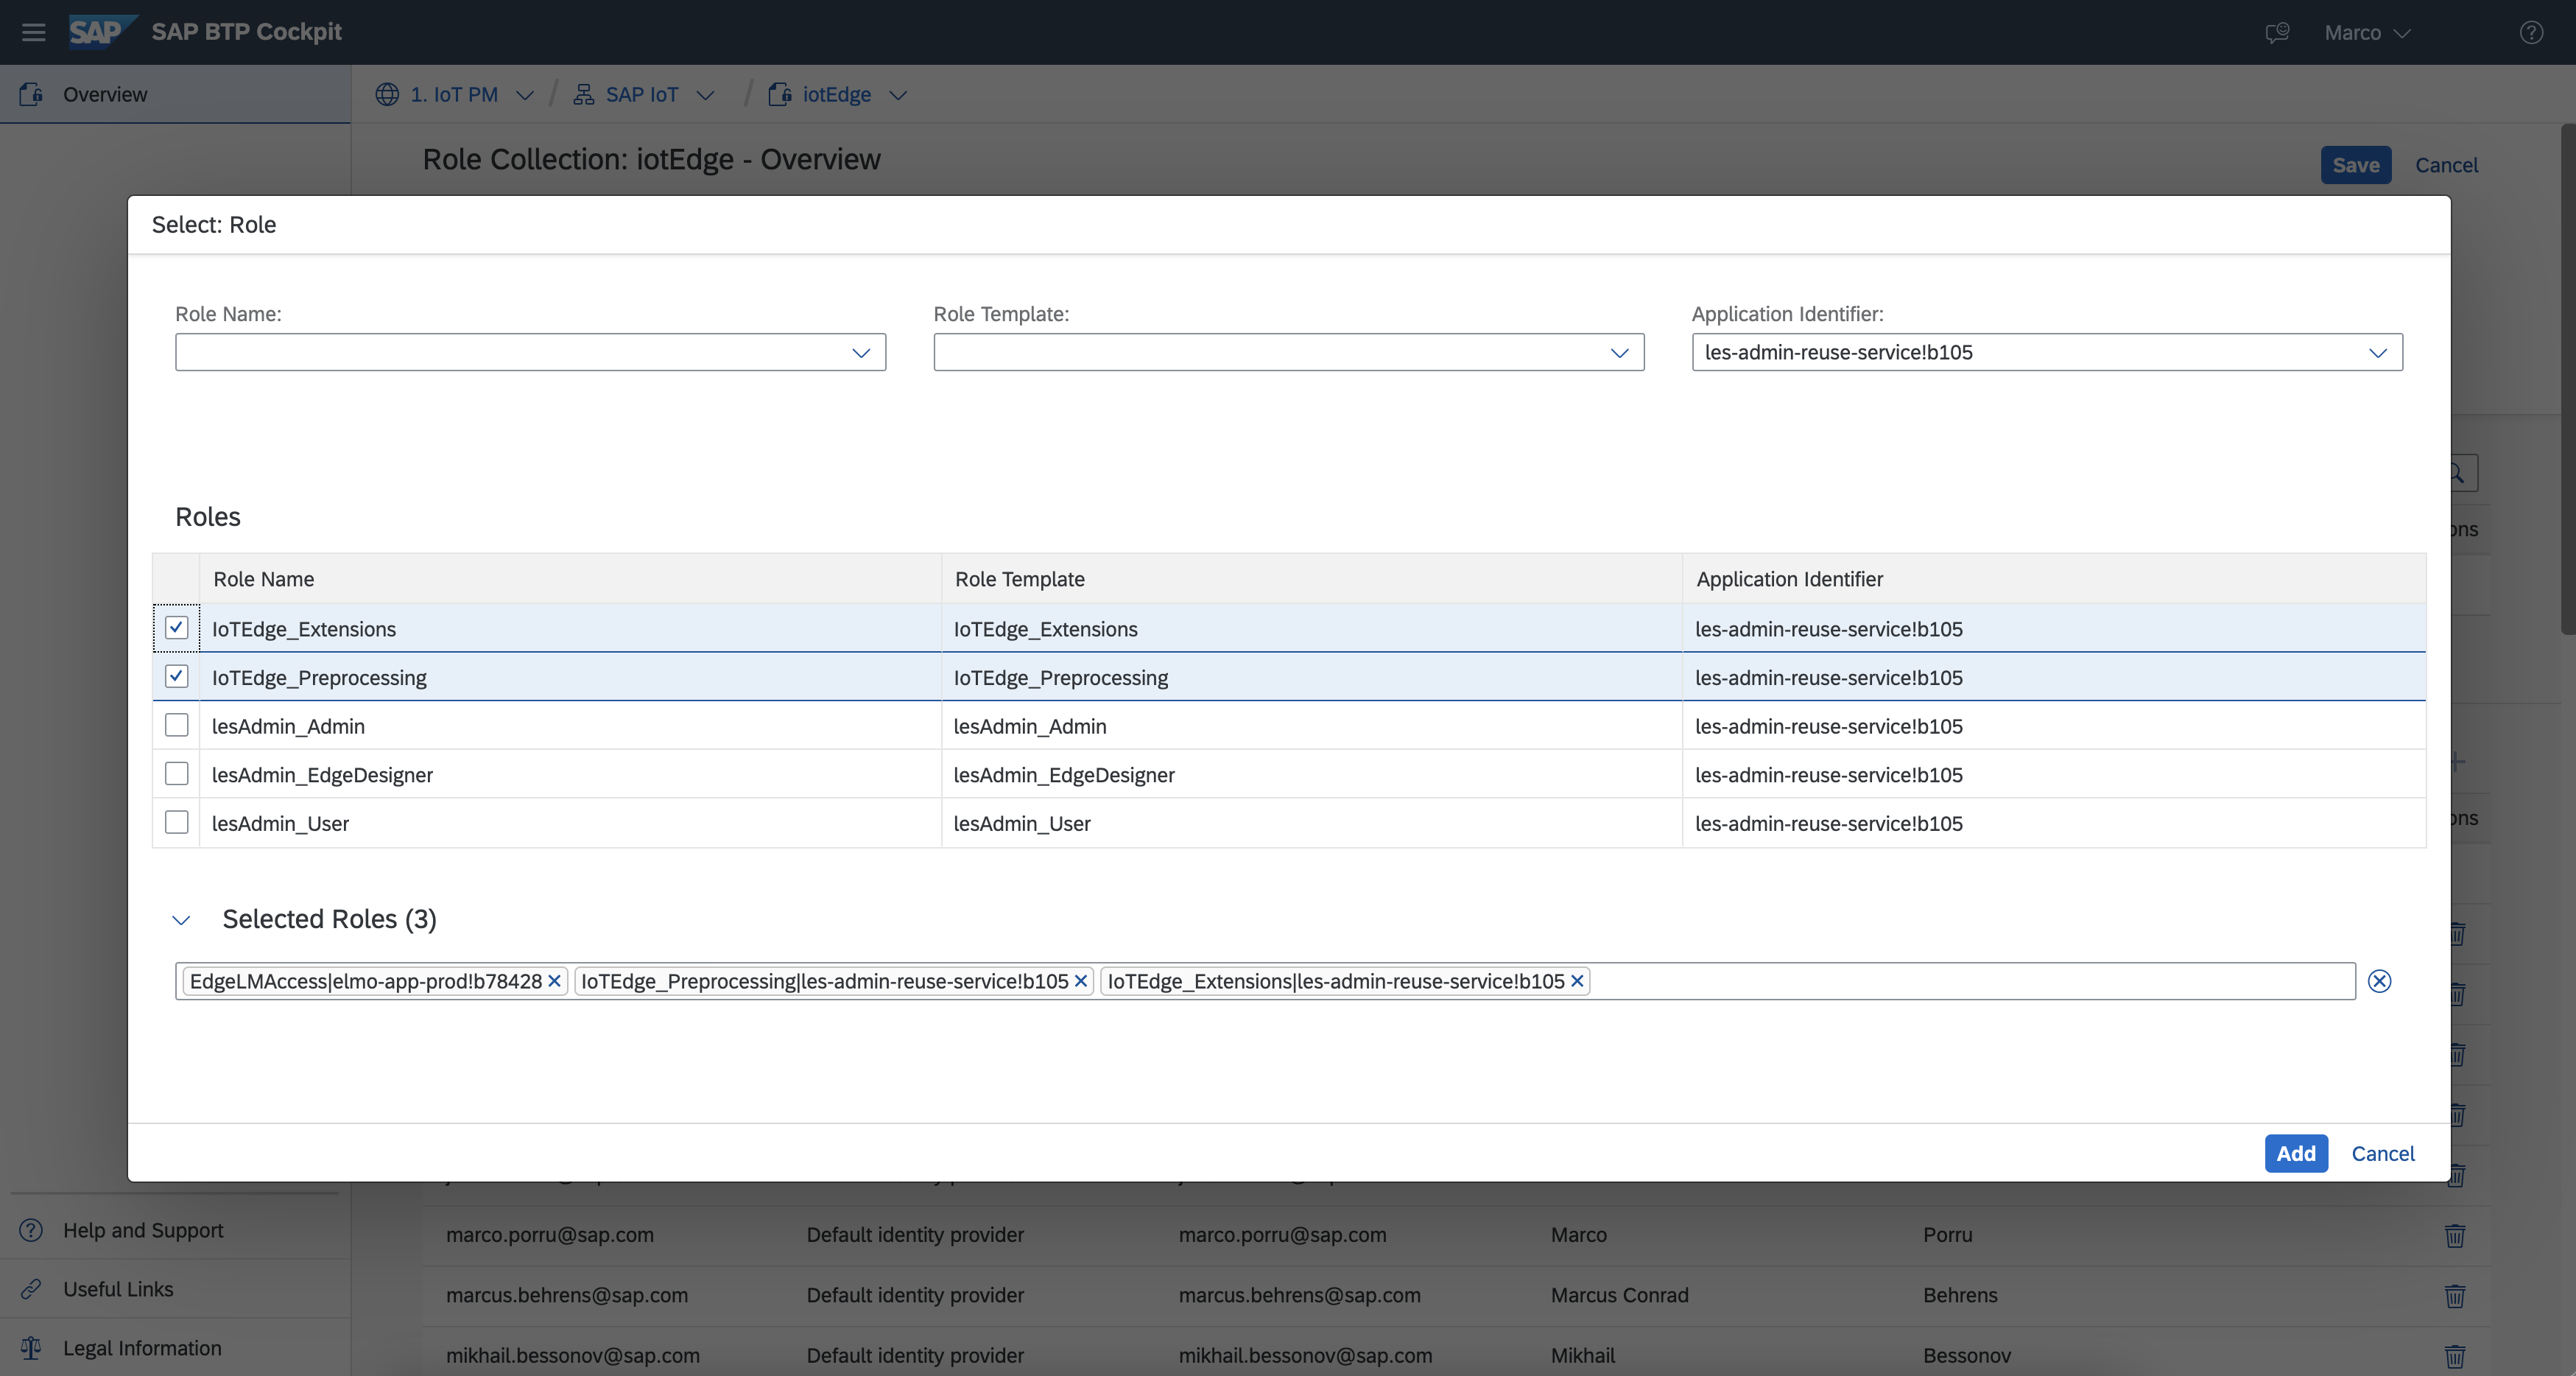 SAP SAP BTP Cockpit Marco
Overview 1. IoT PM / SAP IoT / iotEdge
Role Collection: iotEdge - Overview Save Cancel
Select: Role
Role Name: Role Template: Application Identifier:
les-admin-reuse-service!b105
Roles
Role Name Role Template Application Identifier
IoTEdge_Extensions IoTEdge_Extensions les-admin-reuse-service!b105
IoTEdge_Preprocessing IoTEdge_Preprocessing les-admin-reuse-service!b105
IesAdmin_Admin IesAdmin_Admin les-admin-reuse-service!b105
IesAdmin_EdgeDesigner IesAdmin_EdgeDesigner les-admin-reuse-service!b105
IesAdmin_User IesAdmin_User les-admin-reuse-service!b105
Selected Roles (3)
EdgeLMAccess|elmo-app-prod!b78428 IoTEdge_Preprocessing|les-admin-reuse-service!b105 IoTEdge_Extensions|les-admin-reuse-service!b105
Add Cancel
Help and Support marco.porru@sap.com Default identity provider marco.porru@sap.com Marco Porru
Useful Links marcus.behrens@sap.com Default identity provider marcus.behrens@sap.com Marcus Conrad Behrens
Legal Information mikhail.bessonov@sap.com Default identity provider mikhail.bessonov@sap.com Mikhail Bessonov